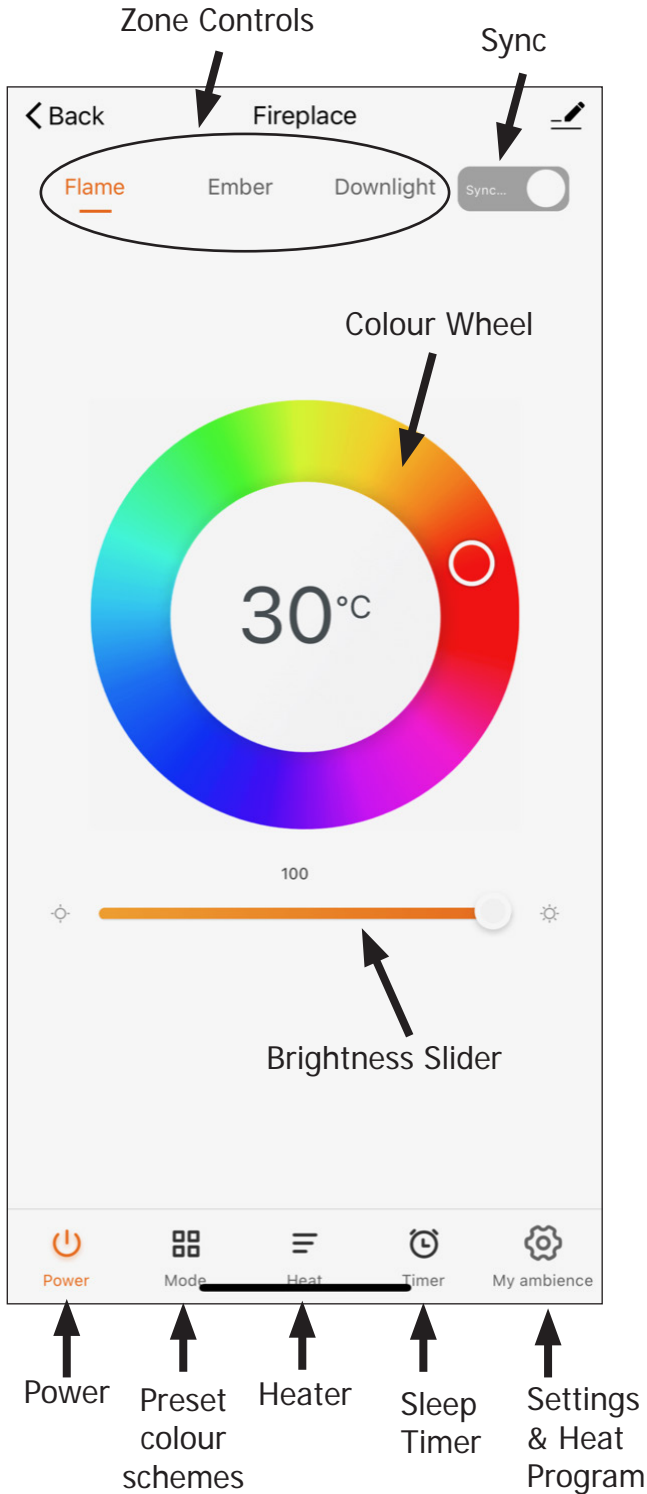 Zone Controls
Sync
Back
Fireplace
Flame
Ember
Downlight
Sync...
Colour Wheel
30°C
100
Brightness Slider
Power
Mode
Heat
Timer
My ambience
Power
Preset
colour
schemes
Heater
Sleep
Timer
Settings
& Heat
Program